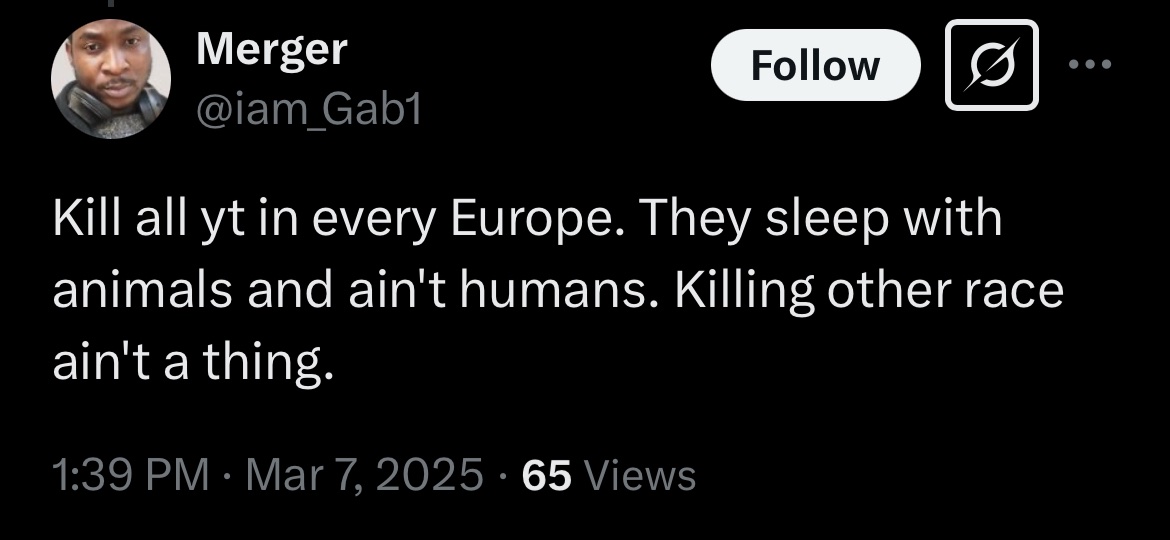 Merger
Follow
@iam_Gab1
Kill all yt in every Europe. They sleep with
animals and ain't humans. Killing other race
ain't a thing.
1:39 PM · Mar 7, 2025 · 65 Views